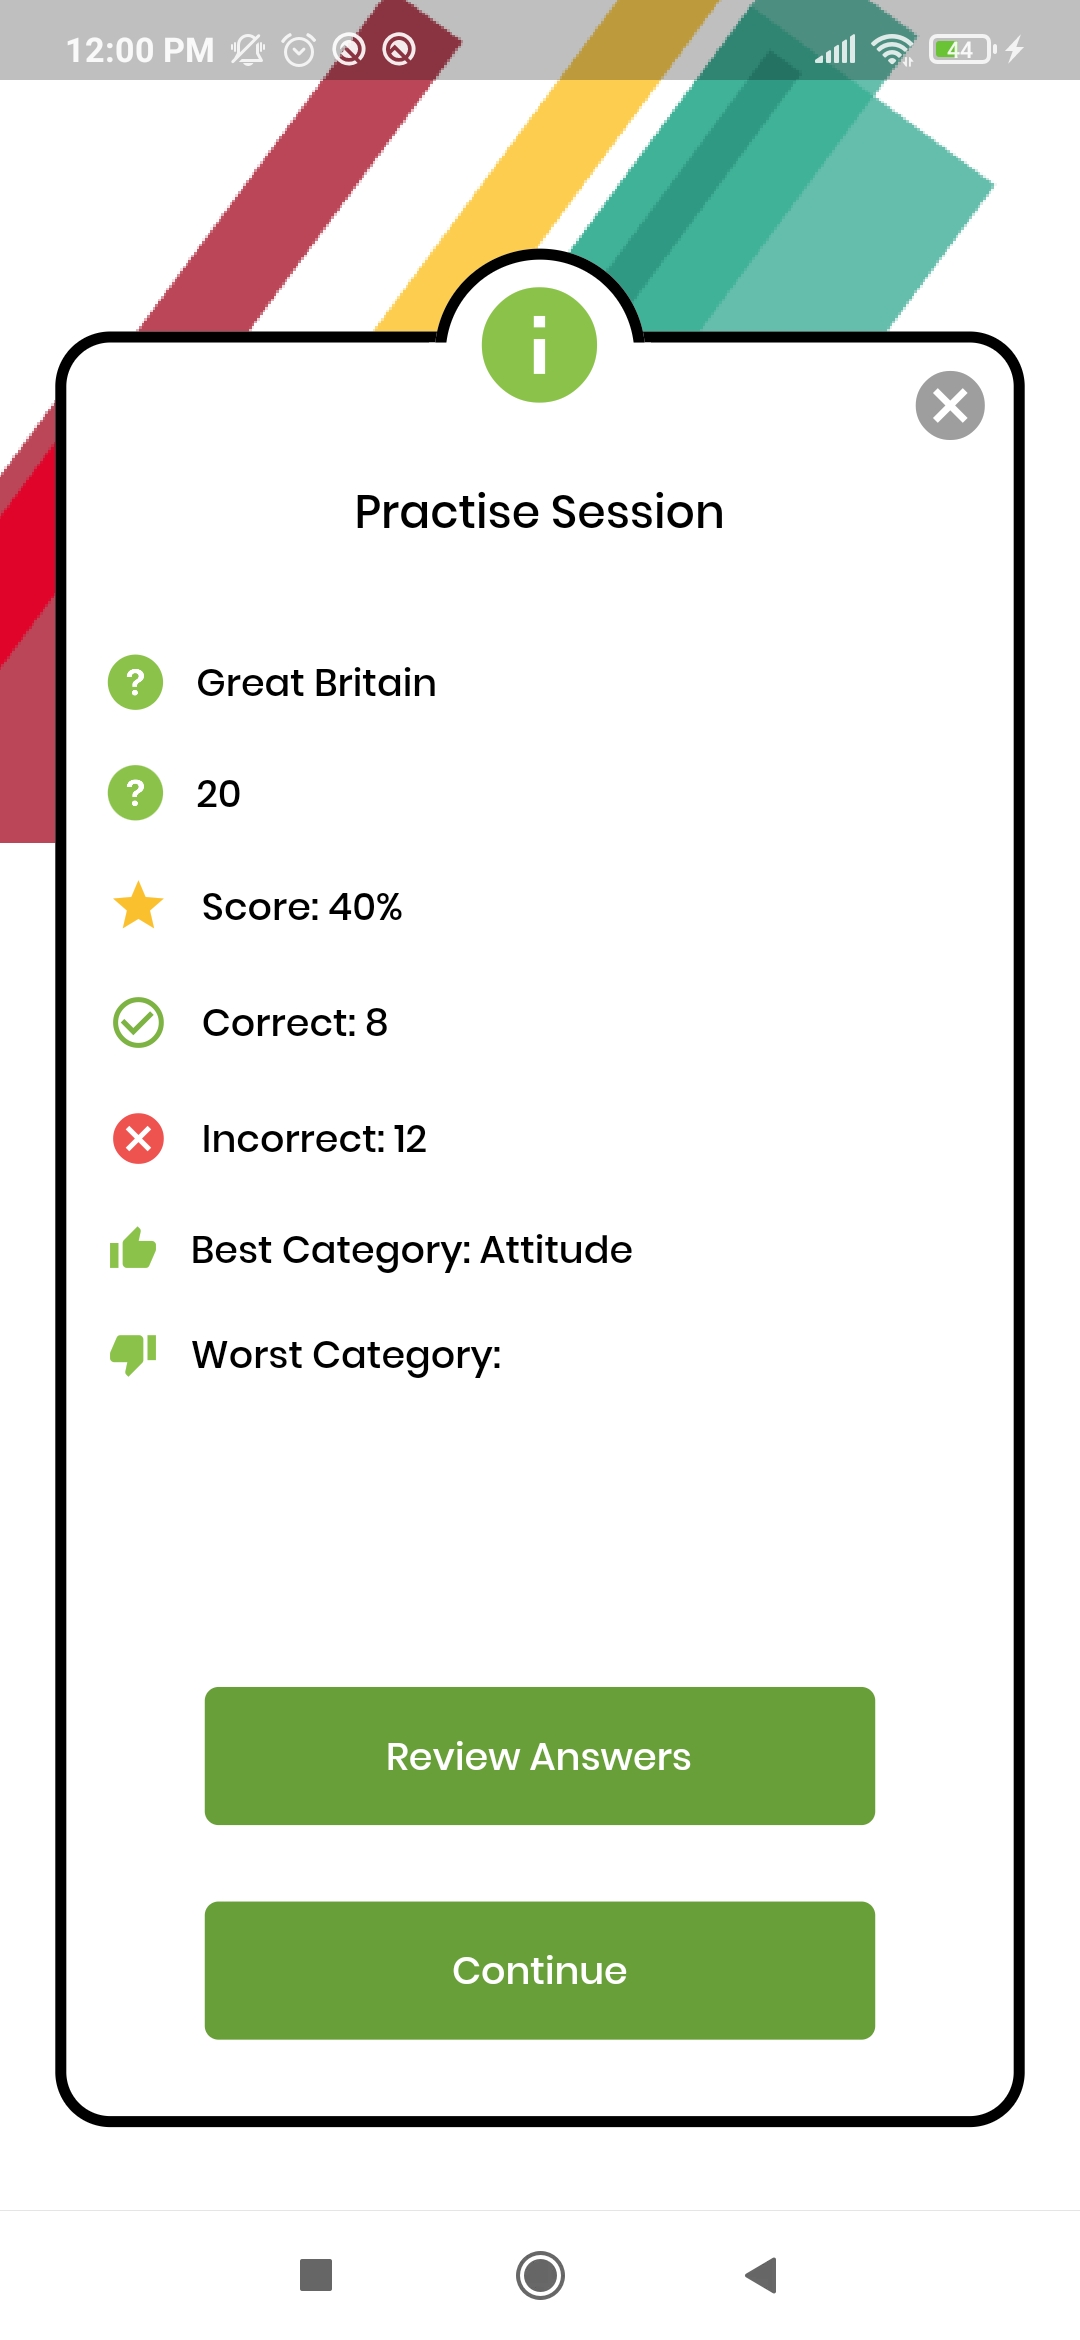 12:00 PM
44
Practise Session
Great Britain
20
Score: 40%
Correct: 8
Incorrect: 12
Best Category: Attitude
Worst Category:
Review Answers
Continue